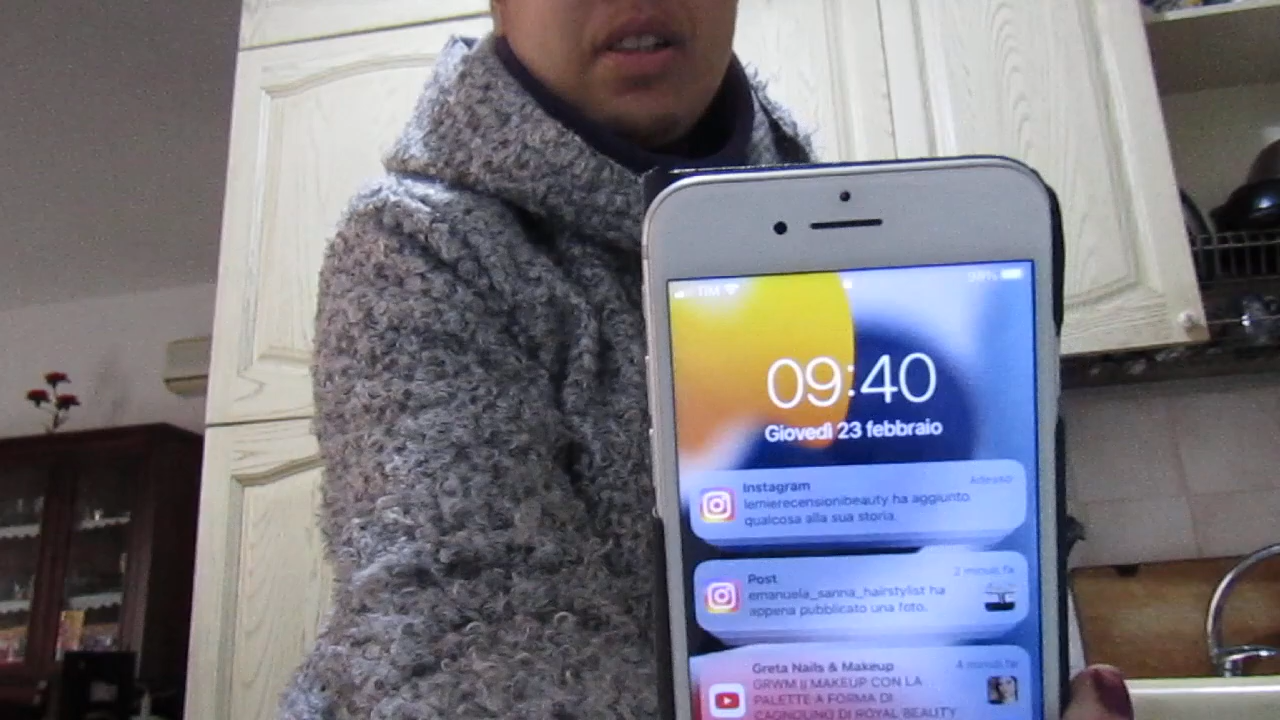 TIM
98%
09:40
Giovedì 23 febbraio
Instagram
Adesso
lemierecensionibeauty ha aggiunto
qualcosa alla sua storia.
Post
2 minuti fa
emanuela_sanna_hairstylist ha
appena pubblicato una foto.
Greta Nails & Makeup
4 minuti fa
GRWM || MAKEUP CON LA
PALETTE A FORMA DI
CAGNOLINO DI ROYAL BEAUTY